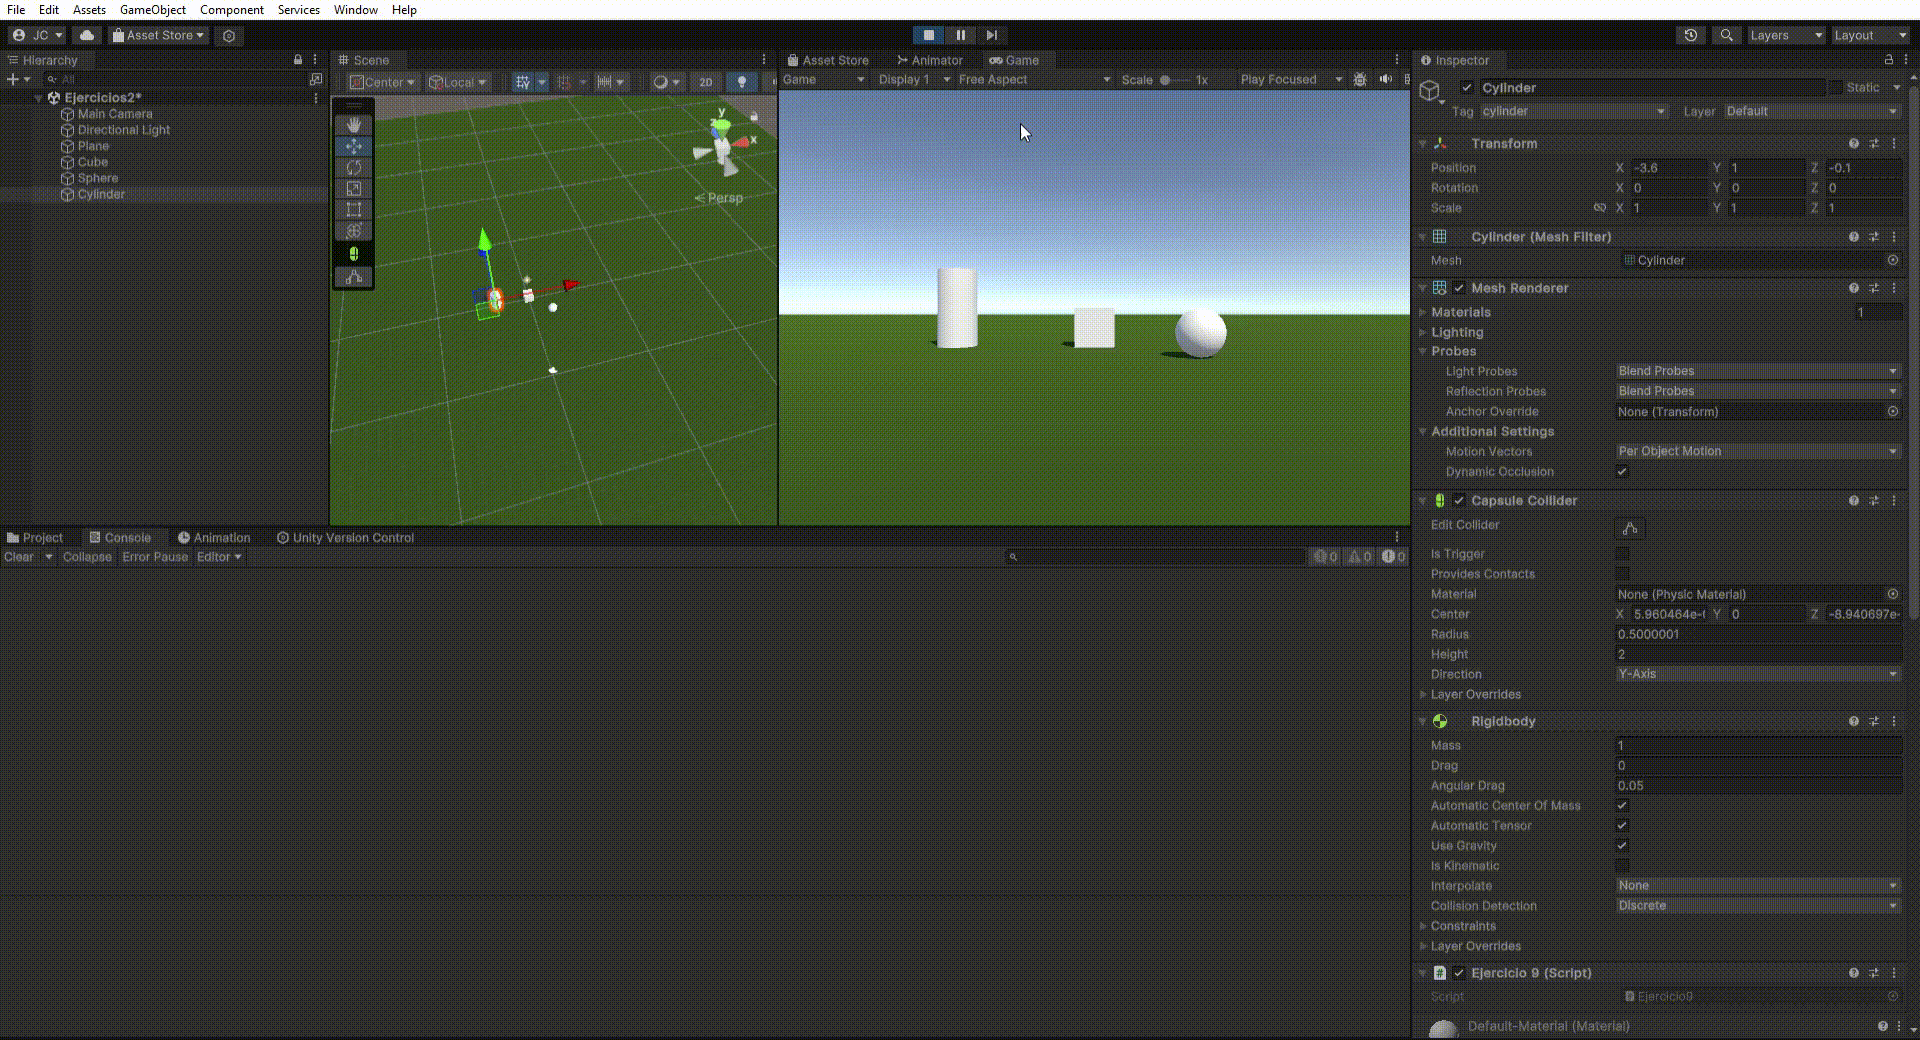 File Edit Assets GameObject Component Services Window Help
JC Asset Store Layers Layout
Hierarchy
All
Ejercicios2*
Main Camera
Directional Light
Plane
Cube
Sphere
Cylinder
Scene
Center Local 2D
y
z x
Persp
Asset Store Animator Game
Game Display 1 Free Aspect Scale 1x Play Focused
Project Console Animation Unity Version Control
Clear Collapse Error Pause Editor 0 0 0
Inspector
Cylinder Static
Tag cylinder Layer Default
Transform
Position X -3.6 Y 1 Z -0.1
Rotation X 0 Y 0 Z 0
Scale X 1 Y 1 Z 1
Cylinder (Mesh Filter)
Mesh Cylinder
Mesh Renderer
Materials 1
Lighting
Probes
Light Probes Blend Probes
Reflection Probes Blend Probes
Anchor Override None (Transform)
Additional Settings
Motion Vectors Per Object Motion
Dynamic Occlusion
Capsule Collider
Edit Collider
Is Trigger
Provides Contacts
Material None (Physic Material)
Center X 5.960464e-( Y 0 Z -8.940697e-
Radius 0.5000001
Height 2
Direction Y-Axis
Layer Overrides
Rigidbody
Mass 1
Drag 0
Angular Drag 0.05
Automatic Center Of Mass
Automatic Tensor
Use Gravity
Is Kinematic
Interpolate None
Collision Detection Discrete
Constraints
Layer Overrides
Ejercicio 9 (Script)
Script Ejercicio9
Default-Material (Material)